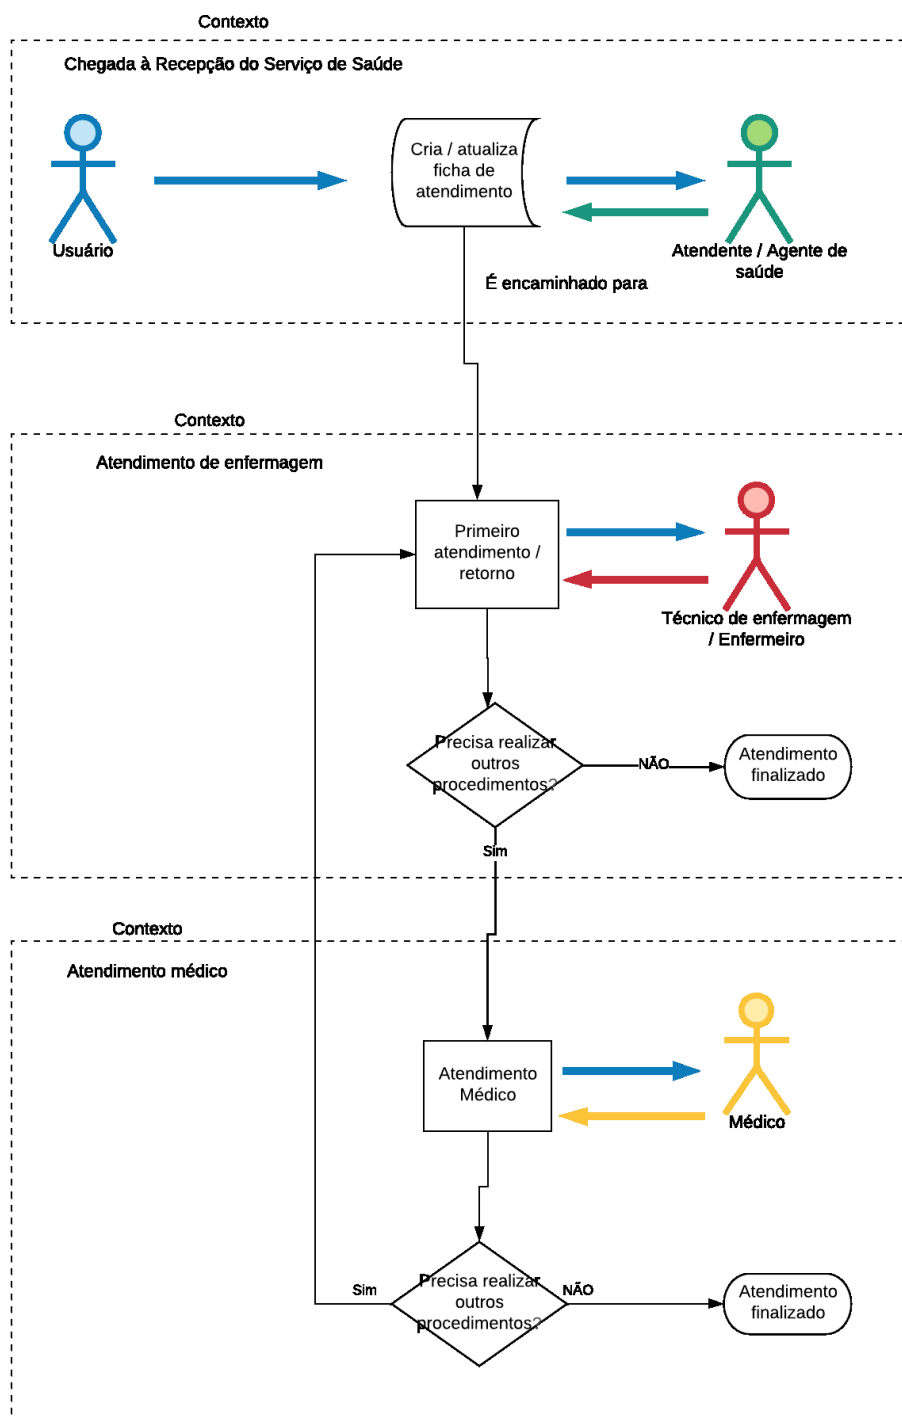 Contexto
Chegada à Recepção do Serviço de Saúde
Cria / atualiza
ficha de
atendimento
Usuário
Atendente / Agente de
saúde
É encaminhado para
Contexto
Atendimento de enfermagem
Primeiro
atendimento /
retorno
Técnico de enfermagem
/ Enfermeiro
Precisa realizar
outros
procedimentos?
NÃO
Atendimento
finalizado
Sim
Contexto
Atendimento médico
Atendimento
Médico
Médico
Sim
Precisa realizar
outros
procedimentos?
NÃO
Atendimento
finalizado